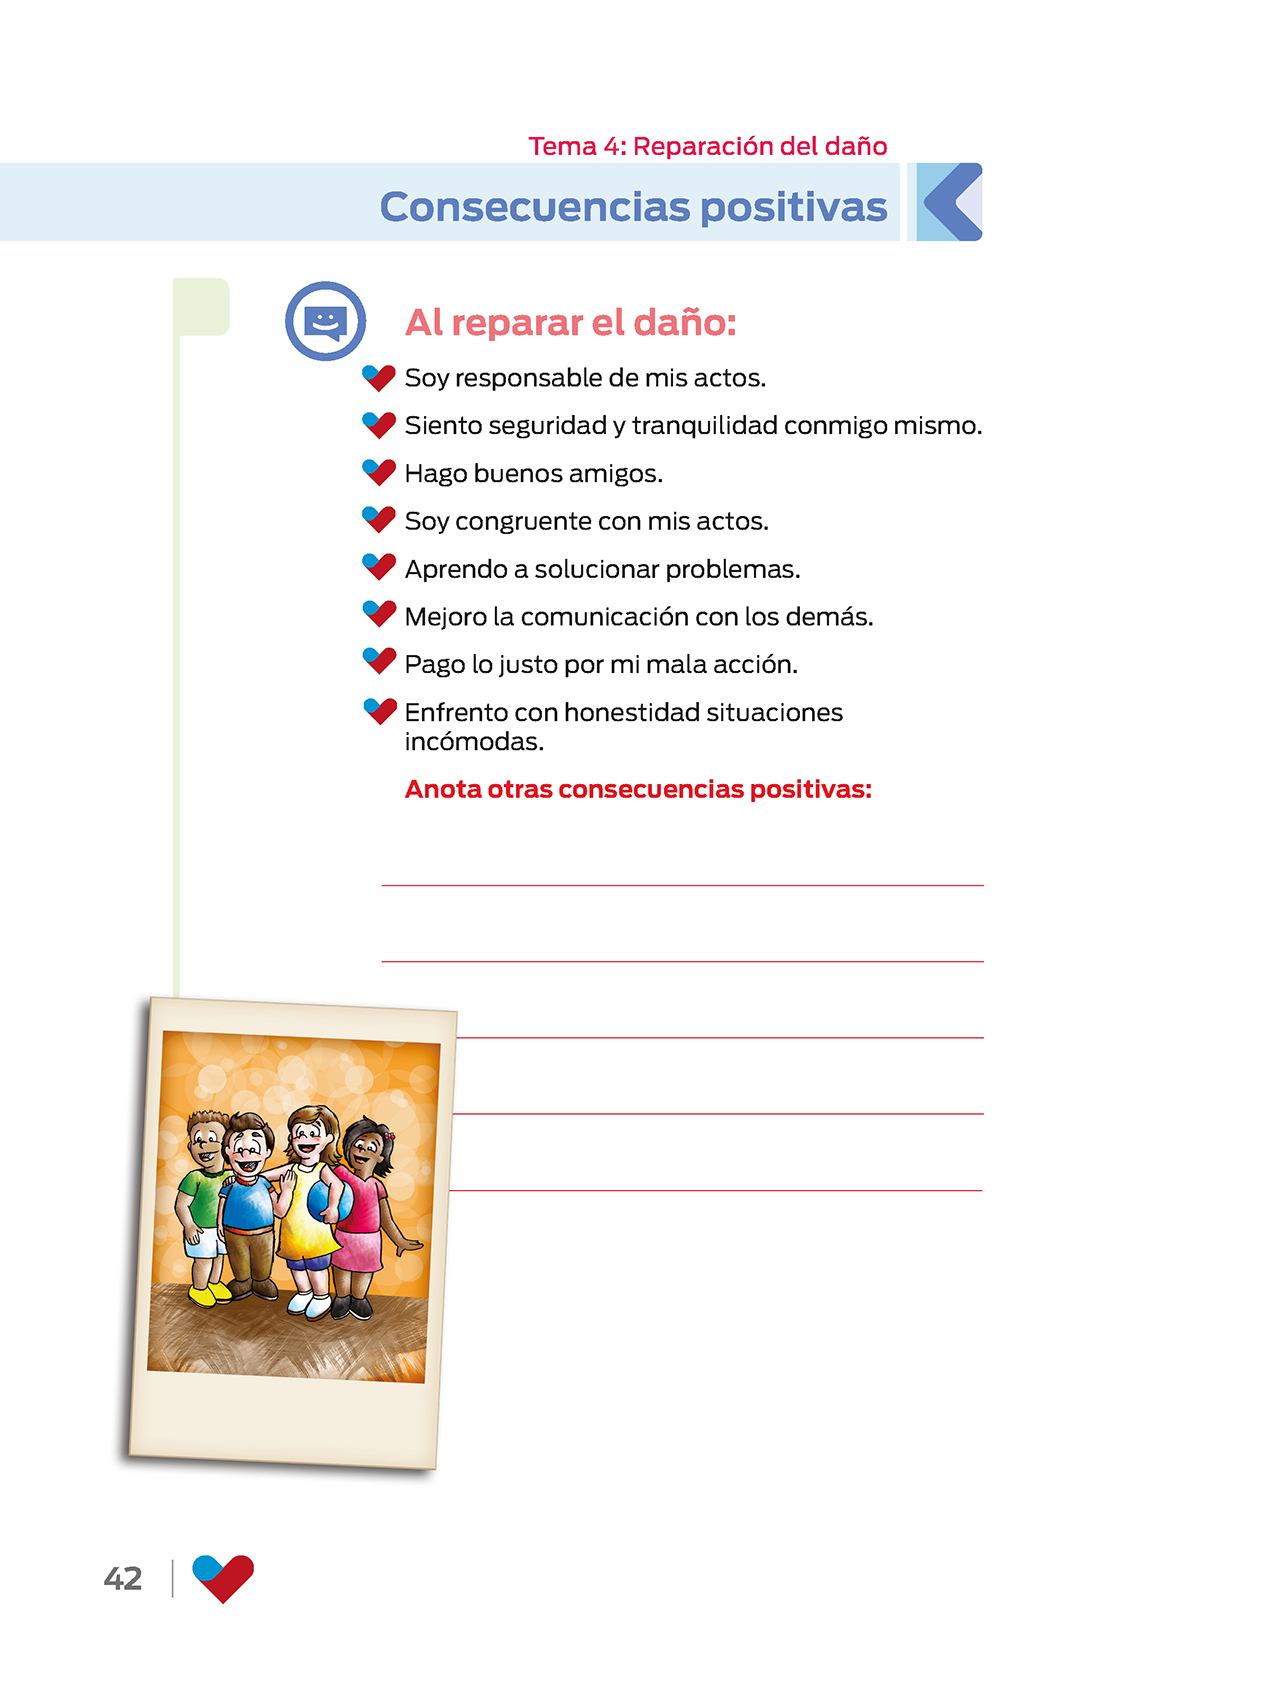 Tema 4: Reparación del daño
Consecuencias positivas
Al reparar el daño:
Soy responsable de mis actos.
Siento seguridad y tranquilidad conmigo mismo.
Hago buenos amigos.
Soy congruente con mis actos.
Aprendo a solucionar problemas.
Mejoro la comunicación con los demás.
Pago lo justo por mi mala acción.
Enfrento con honestidad situaciones
incómodas.
Anota otras consecuencias positivas:
42